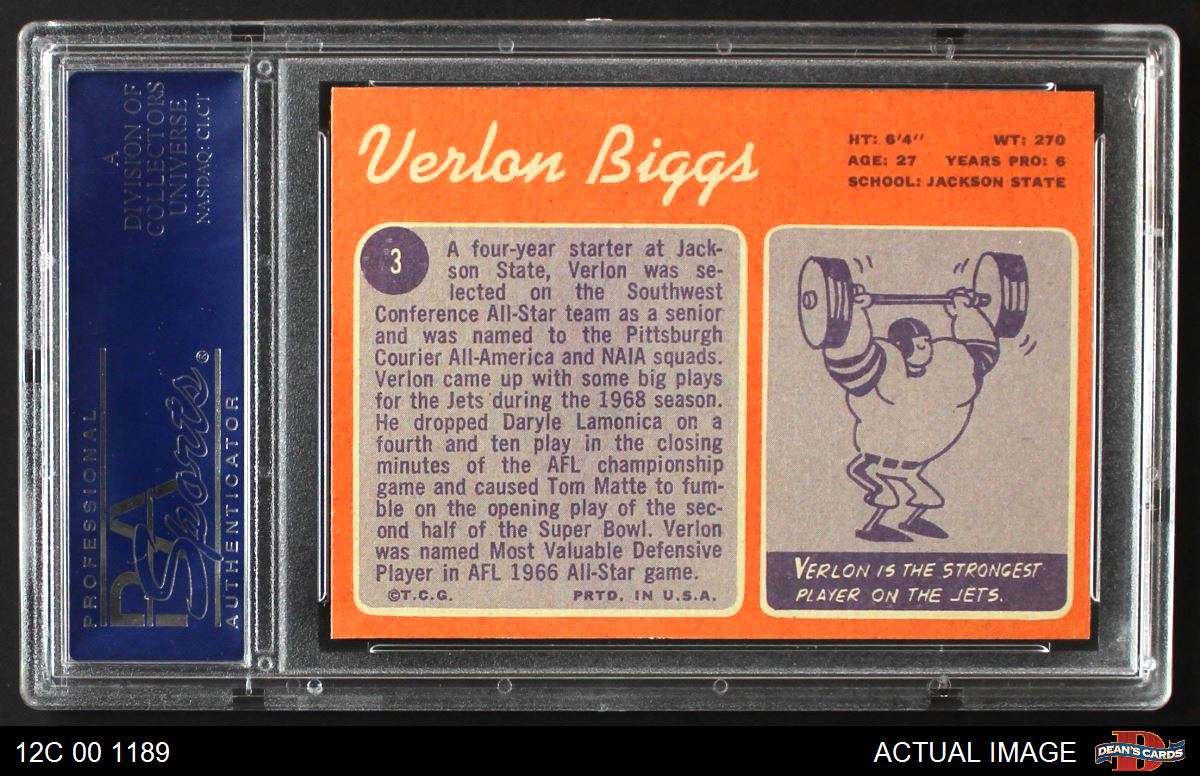 A
DIVISION OF
COLLECTORS
UNIVERSE
NASDAQ: CLCT
PROFESSIONAL
PSA
Sports®
AUTHENTICATOR
Verlon Biggs
HT: 6'4" WT: 270
AGE: 27 YEARS PRO: 6
SCHOOL: JACKSON STATE
3
A four-year starter at Jack-
son State, Verlon was se-
lected on the Southwest
Conference All-Star team as a senior
and was named to the Pittsburgh
Courier All-America and NAIA squads.
Verlon came up with some big plays
for the Jets during the 1968 season.
He dropped Daryle Lamonica on a
fourth and ten play in the closing
minutes of the AFL championship
game and caused Tom Matte to fum-
ble on the opening play of the sec-
ond half of the Super Bowl. Verlon
was named Most Valuable Defensive
Player in AFL 1966 All-Star game.
©T.C.G. PRTD. IN U.S.A.
VERLON IS THE STRONGEST
PLAYER ON THE JETS.
12C 00 1189
ACTUAL IMAGE
D
DEAN'S CARDS